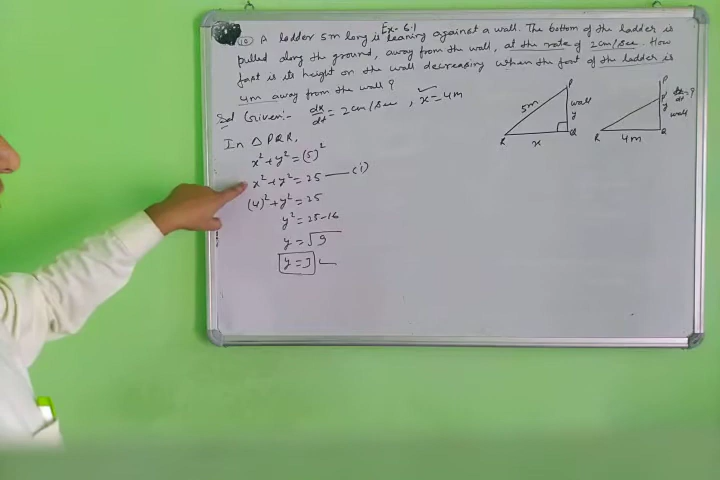 Ex- 6.1
(10) A ladder 5m long is leaning against a wall. The bottom of the ladder is
pulled along the ground, away from the wall, at the rate of 2cm/sec. How
fast is its height on the wall decreasing when the foot of the ladder is
4m away from the wall?
Sol Given:- dx/dt = 2cm/sec, x = 4m
In △PQR,
x² + y² = (5)²
x² + y² = 25 —— (i)
(4)² + y² = 25
y² = 25-16
y = √9
y = 3
P
5m
wall
y
R
x
Q
P
P'
dy/dt = ?
y
wall
R
4m
Q